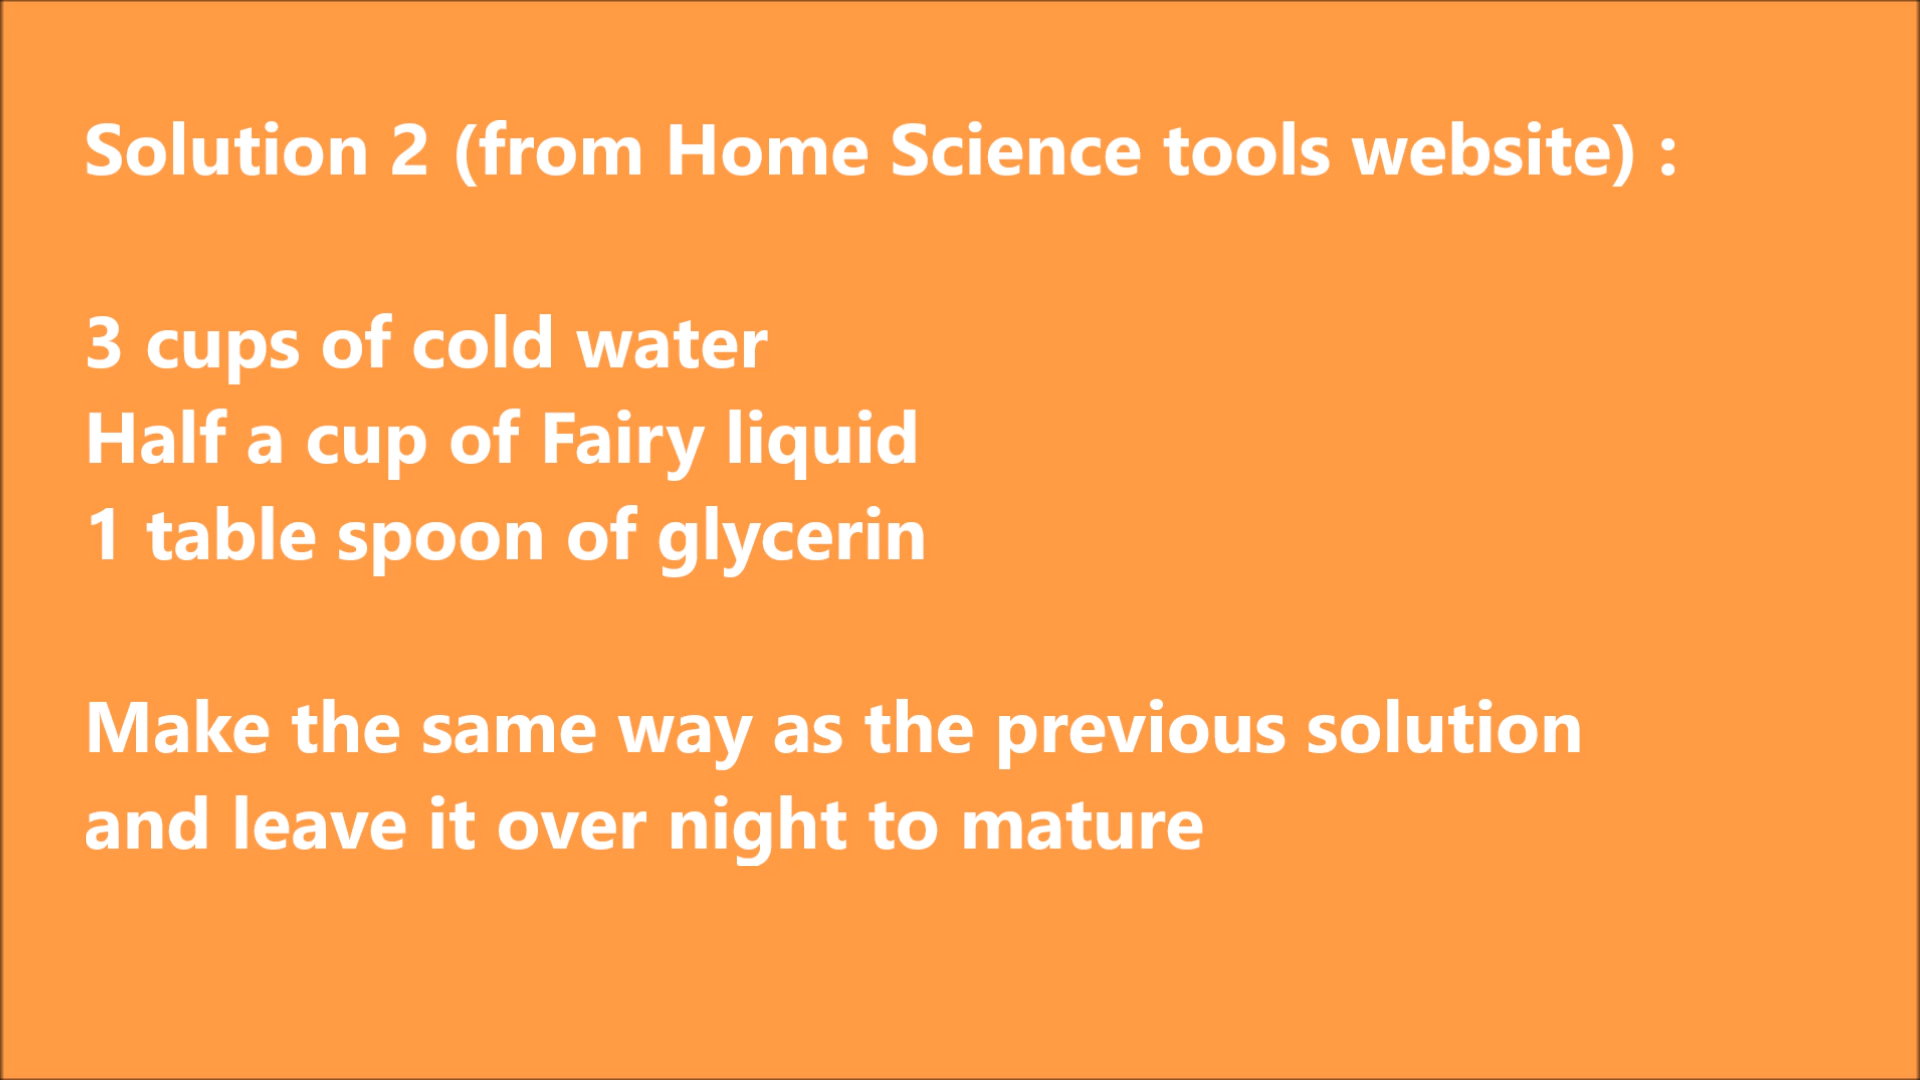 Solution 2 (from Home Science tools website) :
3 cups of cold water
Half a cup of Fairy liquid
1 table spoon of glycerin
Make the same way as the previous solution
and leave it over night to mature